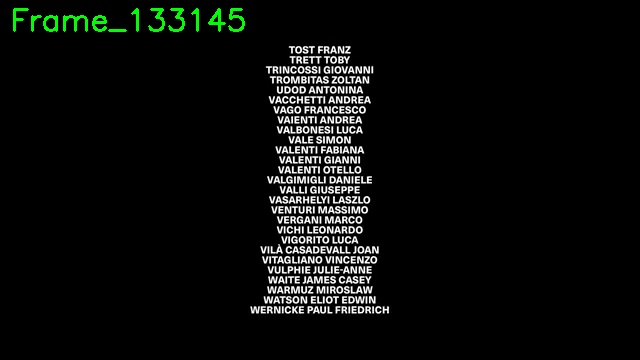 Frame_133145
TOST FRANZ
TRETT TOBY
TRINCOSSI GIOVANNI
TROMBITAS ZOLTAN
UDOD ANTONINA
VACCHETTI ANDREA
VAGO FRANCESCO
VAIENTI ANDREA
VALBONESI LUCA
VALE SIMON
VALENTI FABIANA
VALENTI GIANNI
VALENTI OTELLO
VALGIMIGLI DANIELE
VALLI GIUSEPPE
VASARHELYI LASZLO
VENTURI MASSIMO
VERGANI MARCO
VICHI LEONARDO
VIGORITO LUCA
VILÀ CASADEVALL JOAN
VITAGLIANO VINCENZO
VULPHIE JULIE-ANNE
WAITE JAMES CASEY
WARMUZ MIROSLAW
WATSON ELIOT EDWIN
WERNICKE PAUL FRIEDRICH